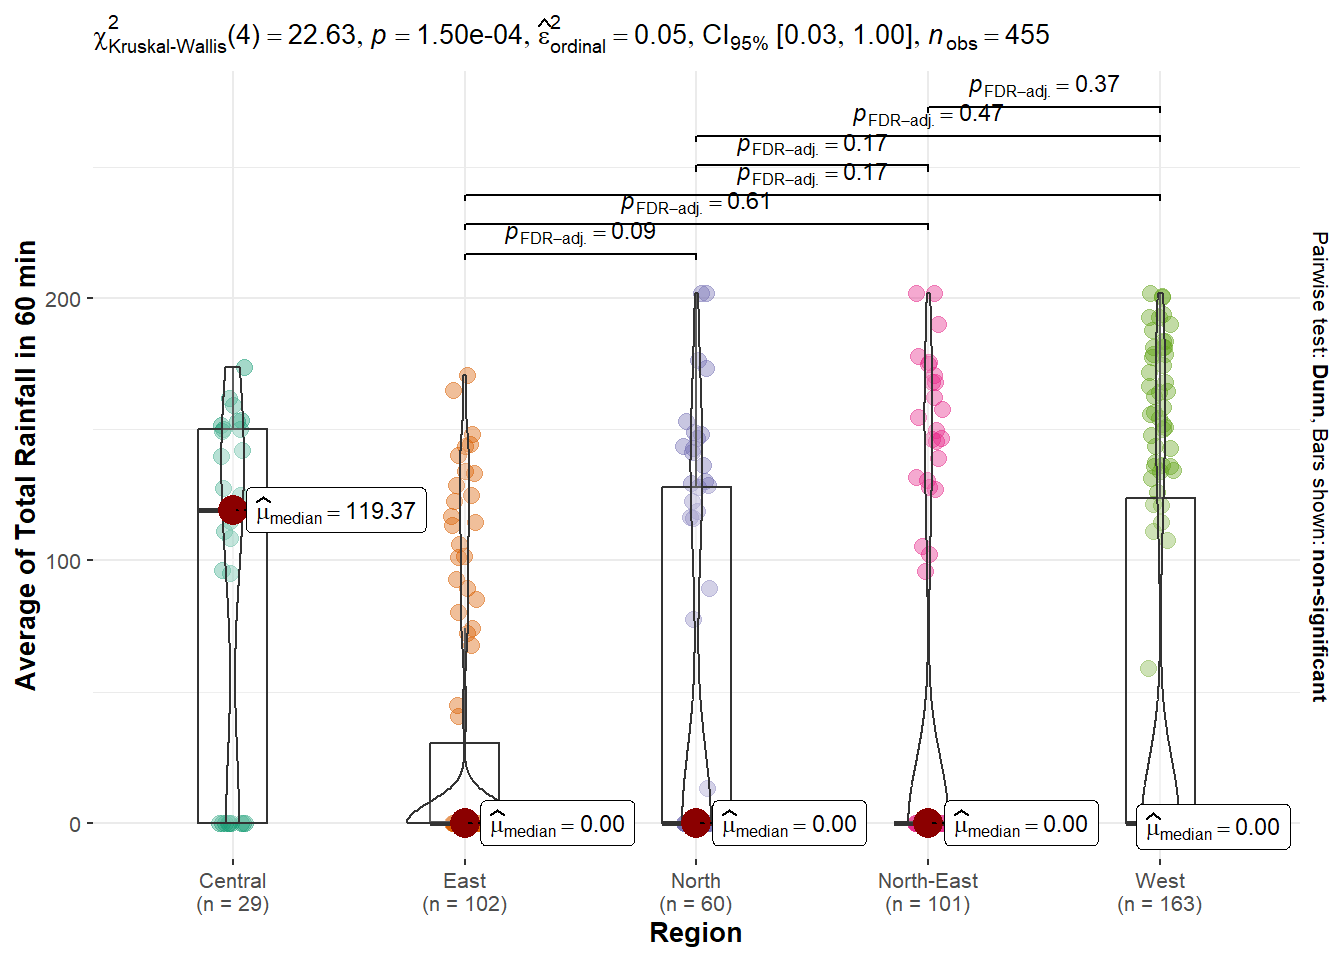 χ²Kruskal-Wallis(4) = 22.63, p = 1.50e-04, ε̂²ordinal = 0.05, CI95% [0.03, 1.00], nobs = 455
pFDR–adj. = 0.37
pFDR–adj. = 0.47
pFDR–adj. = 0.17
pFDR–adj. = 0.17
pFDR–adj. = 0.61
pFDR–adj. = 0.09
Average of Total Rainfall in 60 min
200
100
0
μ̂median = 119.37
μ̂median = 0.00
μ̂median = 0.00
μ̂median = 0.00
μ̂median = 0.00
Pairwise test: Dunn, Bars shown: non-significant
Central
(n = 29)
East
(n = 102)
North
(n = 60)
North-East
(n = 101)
West
(n = 163)
Region